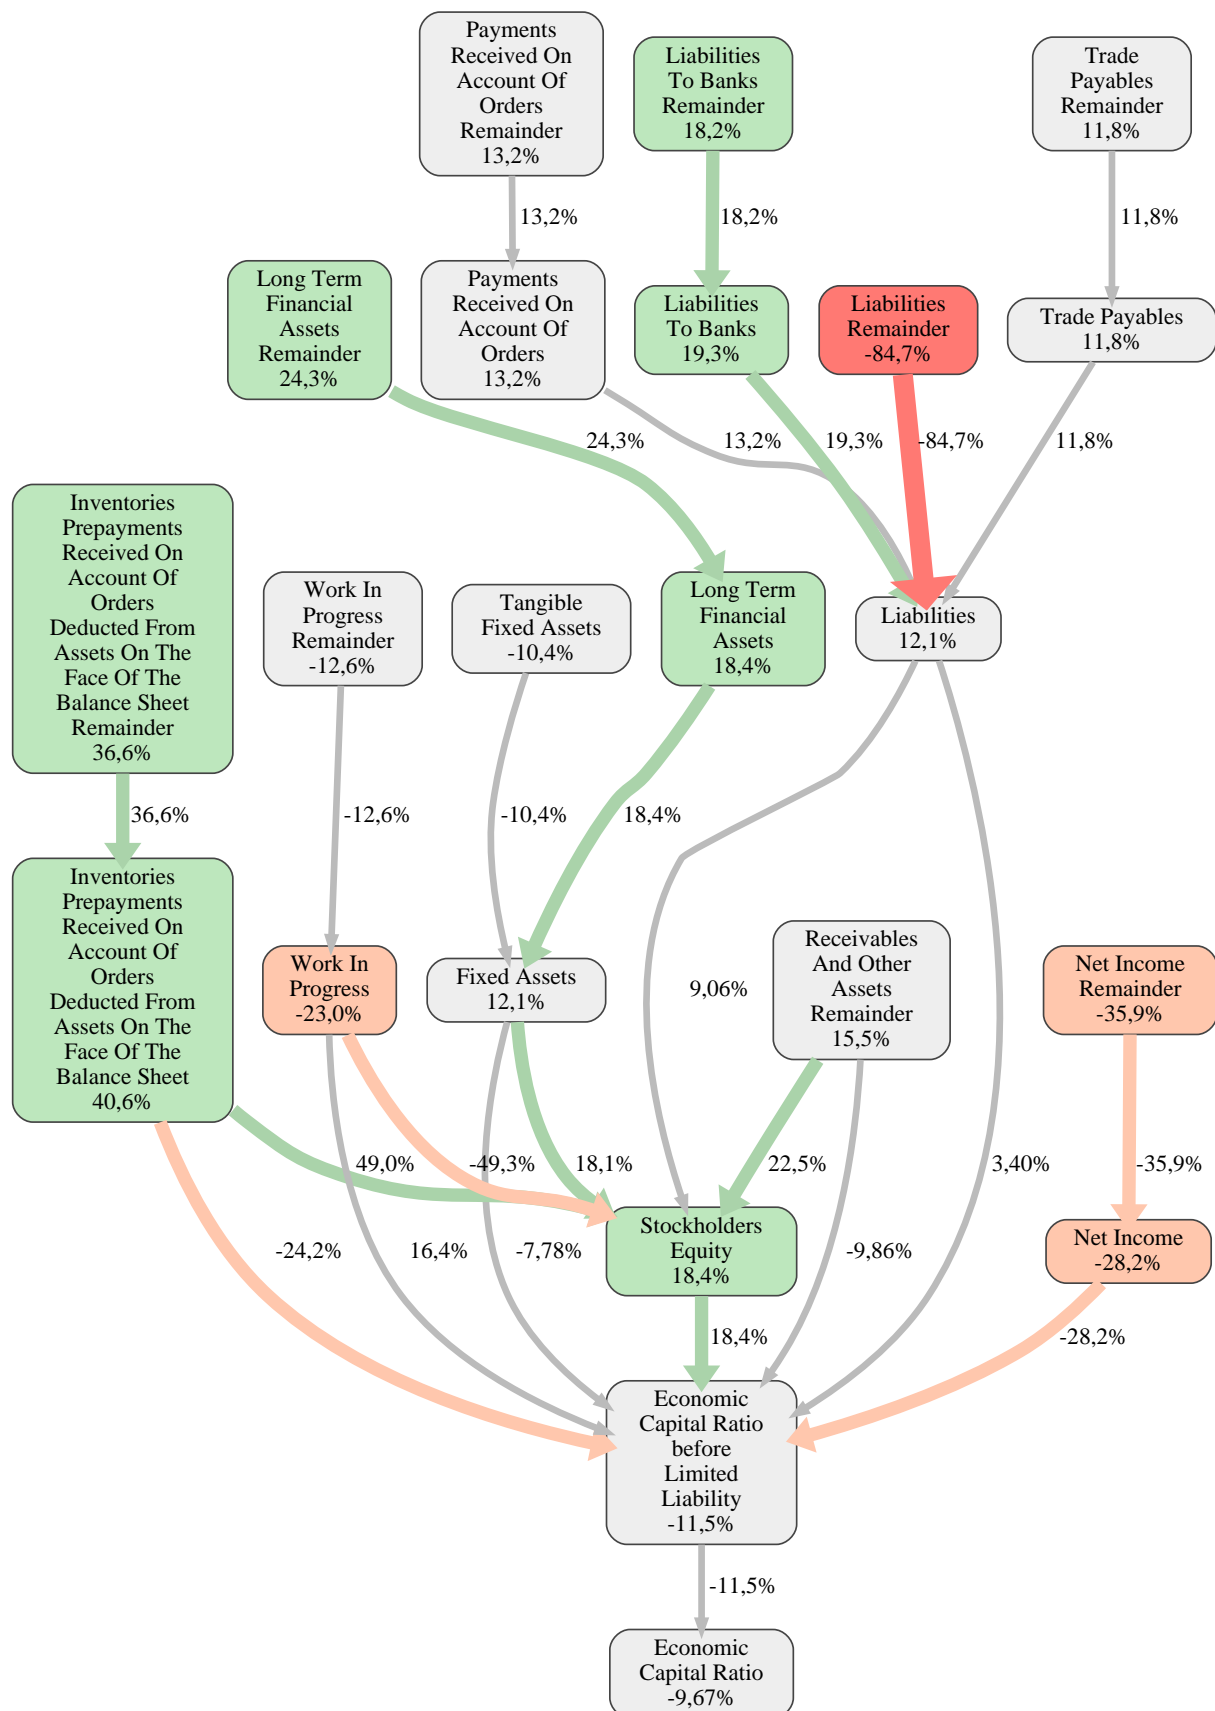 Payments
Received On
Account Of
Orders
Remainder
13,2%
Liabilities
To Banks
Remainder
18,2%
Trade
Payables
Remainder
11,8%
13,2%
18,2%
11,8%
Long Term
Financial
Assets
Remainder
24,3%
Payments
Received On
Account Of
Orders
13,2%
Liabilities
To Banks
19,3%
Liabilities
Remainder
-84,7%
Trade Payables
11,8%
24,3%
13,2%
19,3%
-84,7%
11,8%
Inventories
Prepayments
Received On
Account Of
Orders
Deducted From
Assets On The
Face Of The
Balance Sheet
Remainder
36,6%
Work In
Progress
Remainder
-12,6%
Tangible
Fixed Assets
-10,4%
Long Term
Financial
Assets
18,4%
Liabilities
12,1%
36,6%
-12,6%
-10,4%
18,4%
Inventories
Prepayments
Received On
Account Of
Orders
Deducted From
Assets On The
Face Of The
Balance Sheet
40,6%
Work In
Progress
-23,0%
Fixed Assets
12,1%
9,06%
Receivables
And Other
Assets
Remainder
15,5%
Net Income
Remainder
-35,9%
49,0%
-49,3%
18,1%
22,5%
3,40%
-35,9%
-24,2%
16,4%
-7,78%
Stockholders
Equity
18,4%
-9,86%
Net Income
-28,2%
18,4%
-28,2%
Economic
Capital Ratio
before
Limited
Liability
-11,5%
-11,5%
Economic
Capital Ratio
-9,67%